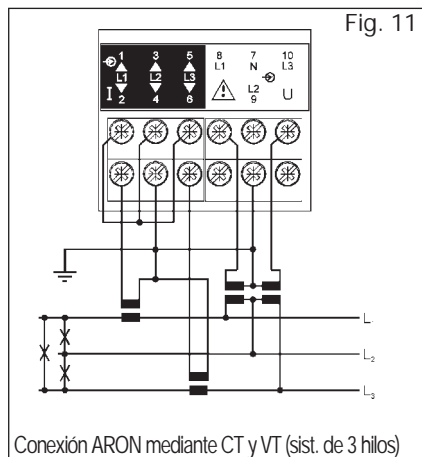 Fig. 11
1 3 5 8 7 10
L1 N L3
L1 L2 L3
I L2 U
2 4 6 9
L
L2
L3
Conexión ARON mediante CT y VT (sist. de 3 hilos)